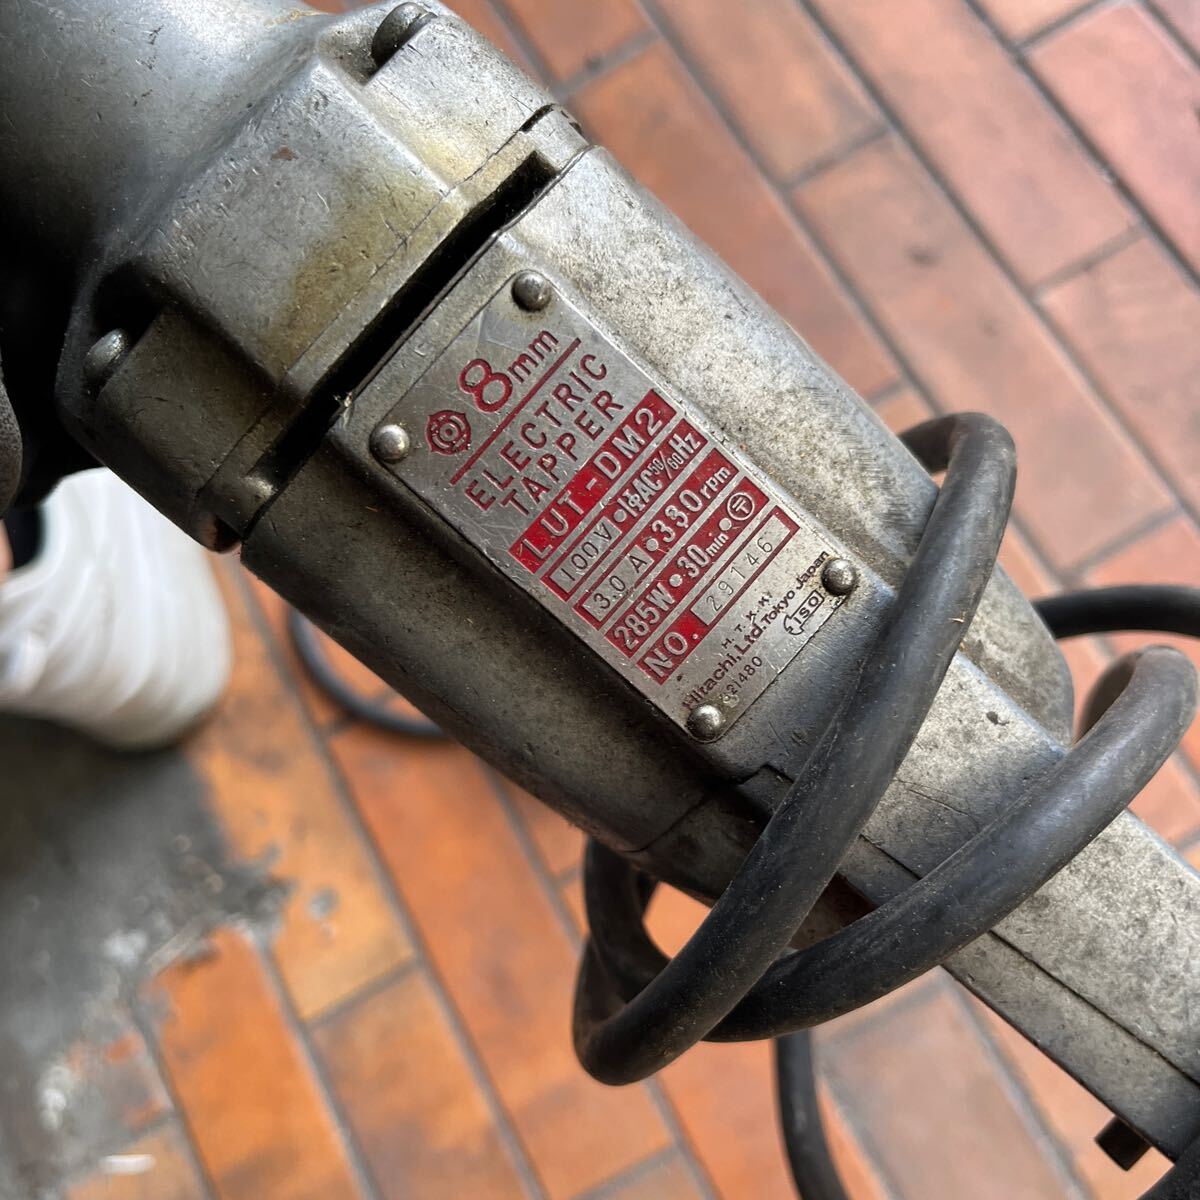 8mm
ELECTRIC
TAPPER
LUT-DM2
100V•1ΦAC50/60Hz
3.0A•330rpm
285W•30min•〒
NO. 29146
H.T.K.K.
Hitachi, Ltd. Tokyo Japan
521480